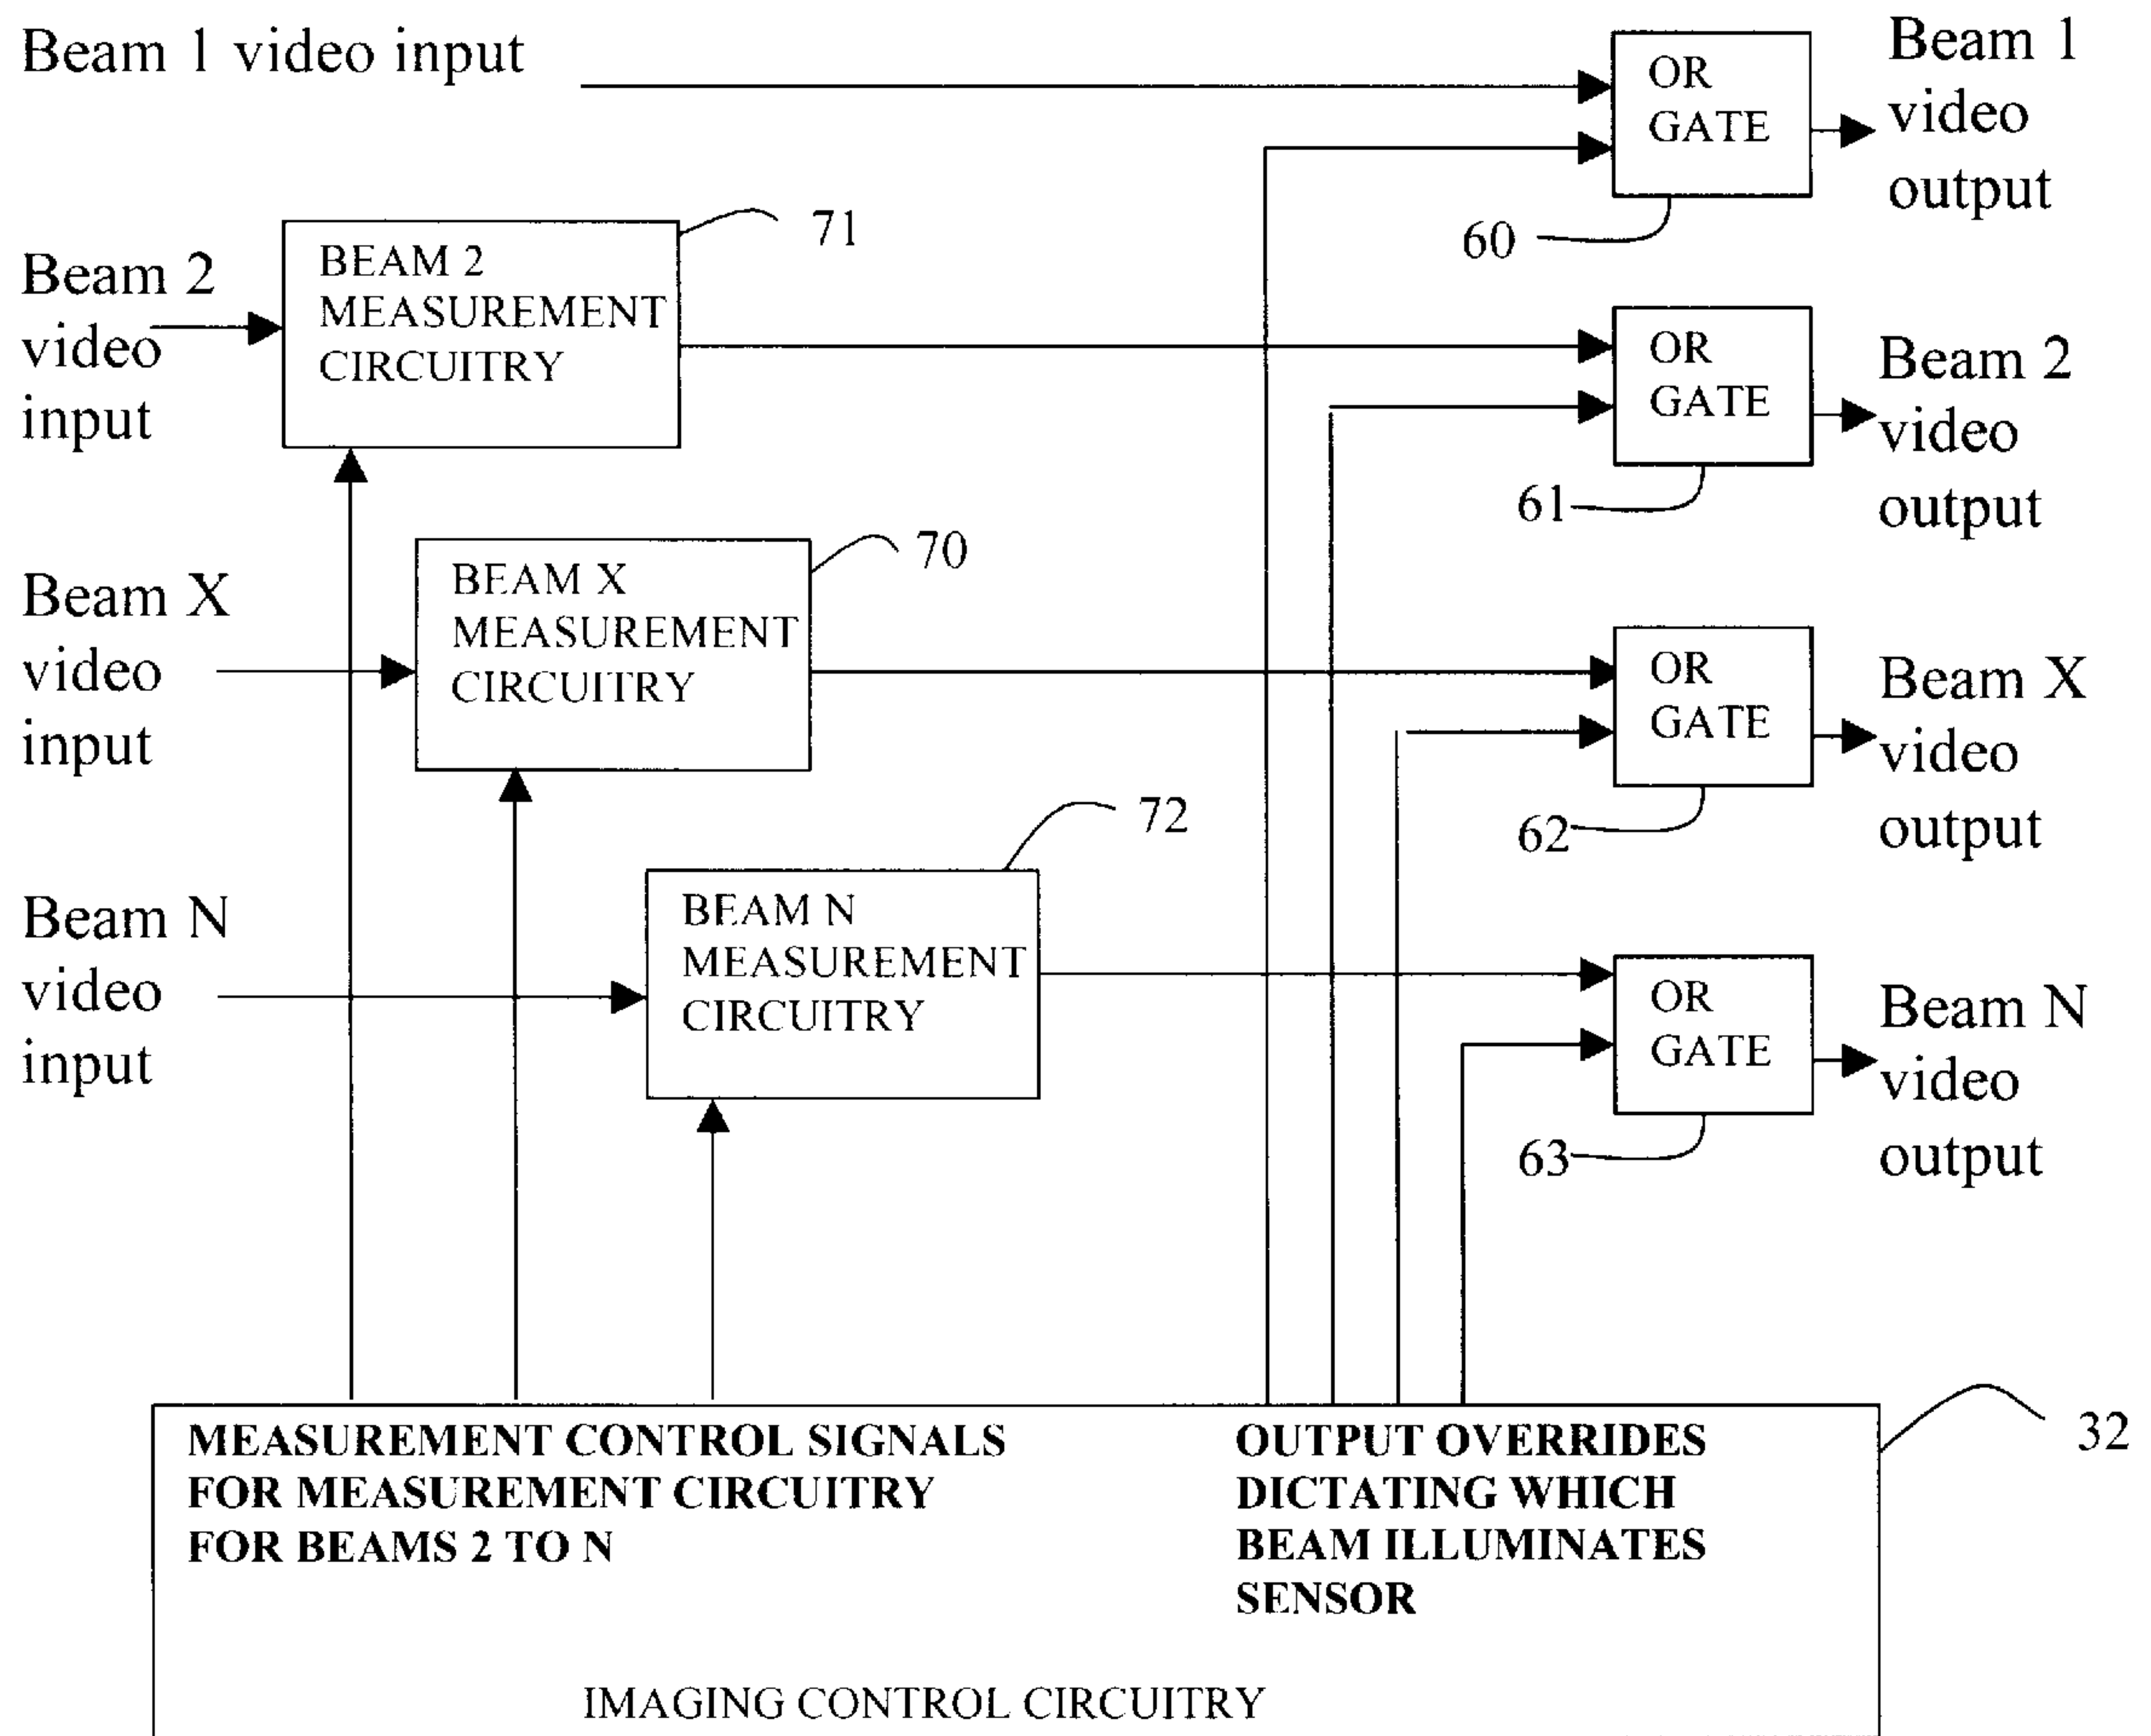 Beam 1 video input
OR
GATE
Beam 1
video
output
60
71
BEAM 2
MEASUREMENT
CIRCUITRY
Beam 2
video
input
OR
GATE
Beam 2
video
output
61
70
BEAM X
MEASUREMENT
CIRCUITRY
Beam X
video
input
OR
GATE
Beam X
video
output
62
72
BEAM N
MEASUREMENT
CIRCUITRY
Beam N
video
input
OR
GATE
Beam N
video
output
63
32
MEASUREMENT CONTROL SIGNALS
FOR MEASUREMENT CIRCUITRY
FOR BEAMS 2 TO N
OUTPUT OVERRIDES
DICTATING WHICH
BEAM ILLUMINATES
SENSOR
IMAGING CONTROL CIRCUITRY